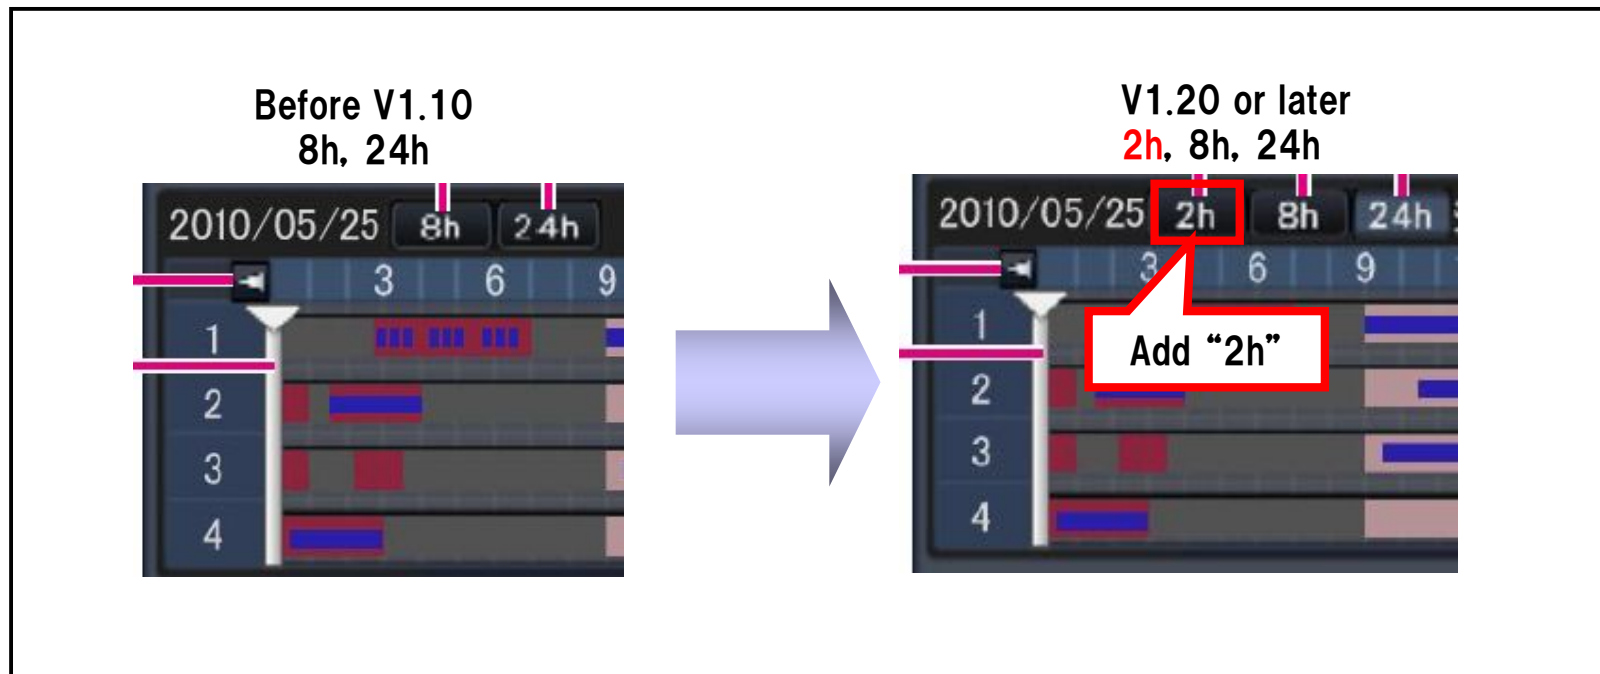 Before V1.10
8h, 24h
2010/05/25 8h 24h
3 6 9
1
2
3
4
V1.20 or later
2h, 8h, 24h
2010/05/25 2h 8h 24h
3 6 9
1
Add “2h”
2
3
4